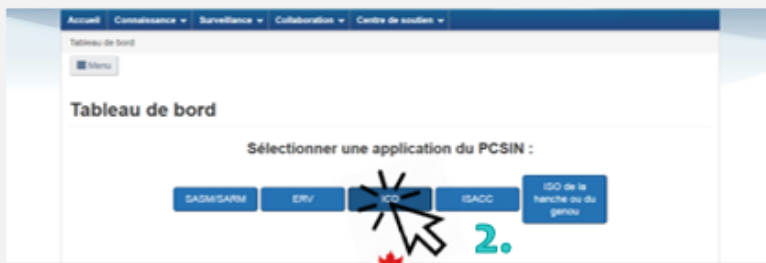 Accueil Connaissance Surveillance Collaboration Centre de soutien
Tableau de bord
Menu
Tableau de bord
Sélectionner une application du PCSIN :
SASM/SARM ERV ICD ISACC ISO de la hanche ou du genou
2.